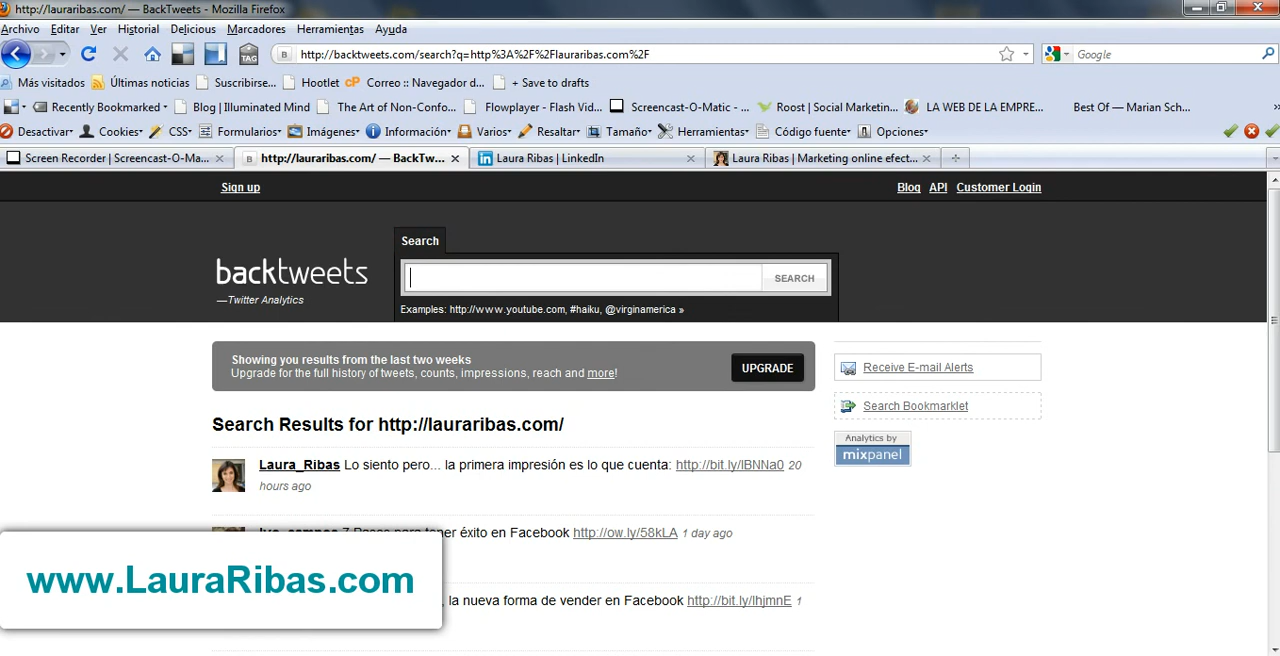 http://lauraribas.com/ — BackTweets - Mozilla Firefox
Archivo Editar Ver Historial Delicious Marcadores Herramientas Ayuda
TAG B http://backtweets.com/search?q=http%3A%2F%2Flauraribas.com%2F Google
Más visitados Últimas noticias Suscribirse... Hootlet cP Correo :: Navegador d... + Save to drafts
Recently Bookmarked Blog | Illuminated Mind The Art of Non-Confo... Flowplayer - Flash Vid... Screencast-O-Matic - ... Roost | Social Marketin... LA WEB DE LA EMPRE... Best Of — Marian Sch... »
Desactivar Cookies CSS Formularios Imágenes Información Varios Resaltar Tamaño Herramientas Código fuente Opciones
Screen Recorder | Screencast-O-Ma... B http://lauraribas.com/ — BackTw... in Laura Ribas | LinkedIn Laura Ribas | Marketing online efect...
Sign up Blog API Customer Login
Search
backtweets
SEARCH
—Twitter Analytics
Examples: http://www.youtube.com, #haiku, @virginamerica »
Showing you results from the last two weeks
Upgrade for the full history of tweets, counts, impressions, reach and more!
UPGRADE
Receive E-mail Alerts
Search Bookmarklet
Analytics by
mixpanel
Search Results for http://lauraribas.com/
Laura_Ribas Lo siento pero... la primera impresión es lo que cuenta: http://bit.ly/lBNNa0 20
hours ago
éxito en Facebook http://ow.ly/58kLA 1 day ago
www.LauraRibas.com
, la nueva forma de vender en Facebook http://bit.ly/lhjmnE 1